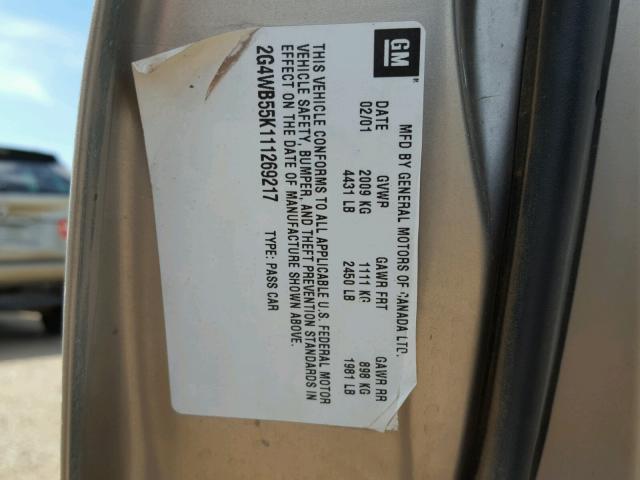 GM
MFD BY GENERAL MOTORS OF CANADA LTD.
DATE GVWR GAWR FRT GAWR RR
02/01 2009 KG 1111 KG 898 KG
4431 LB 2450 LB 1981 LB
THIS VEHICLE CONFORMS TO ALL APPLICABLE U.S. FEDERAL MOTOR
VEHICLE SAFETY, BUMPER, AND THEFT PREVENTION STANDARDS IN
EFFECT ON THE DATE OF MANUFACTURE SHOWN ABOVE.
2G4WB55K111269217 TYPE: PASS CAR